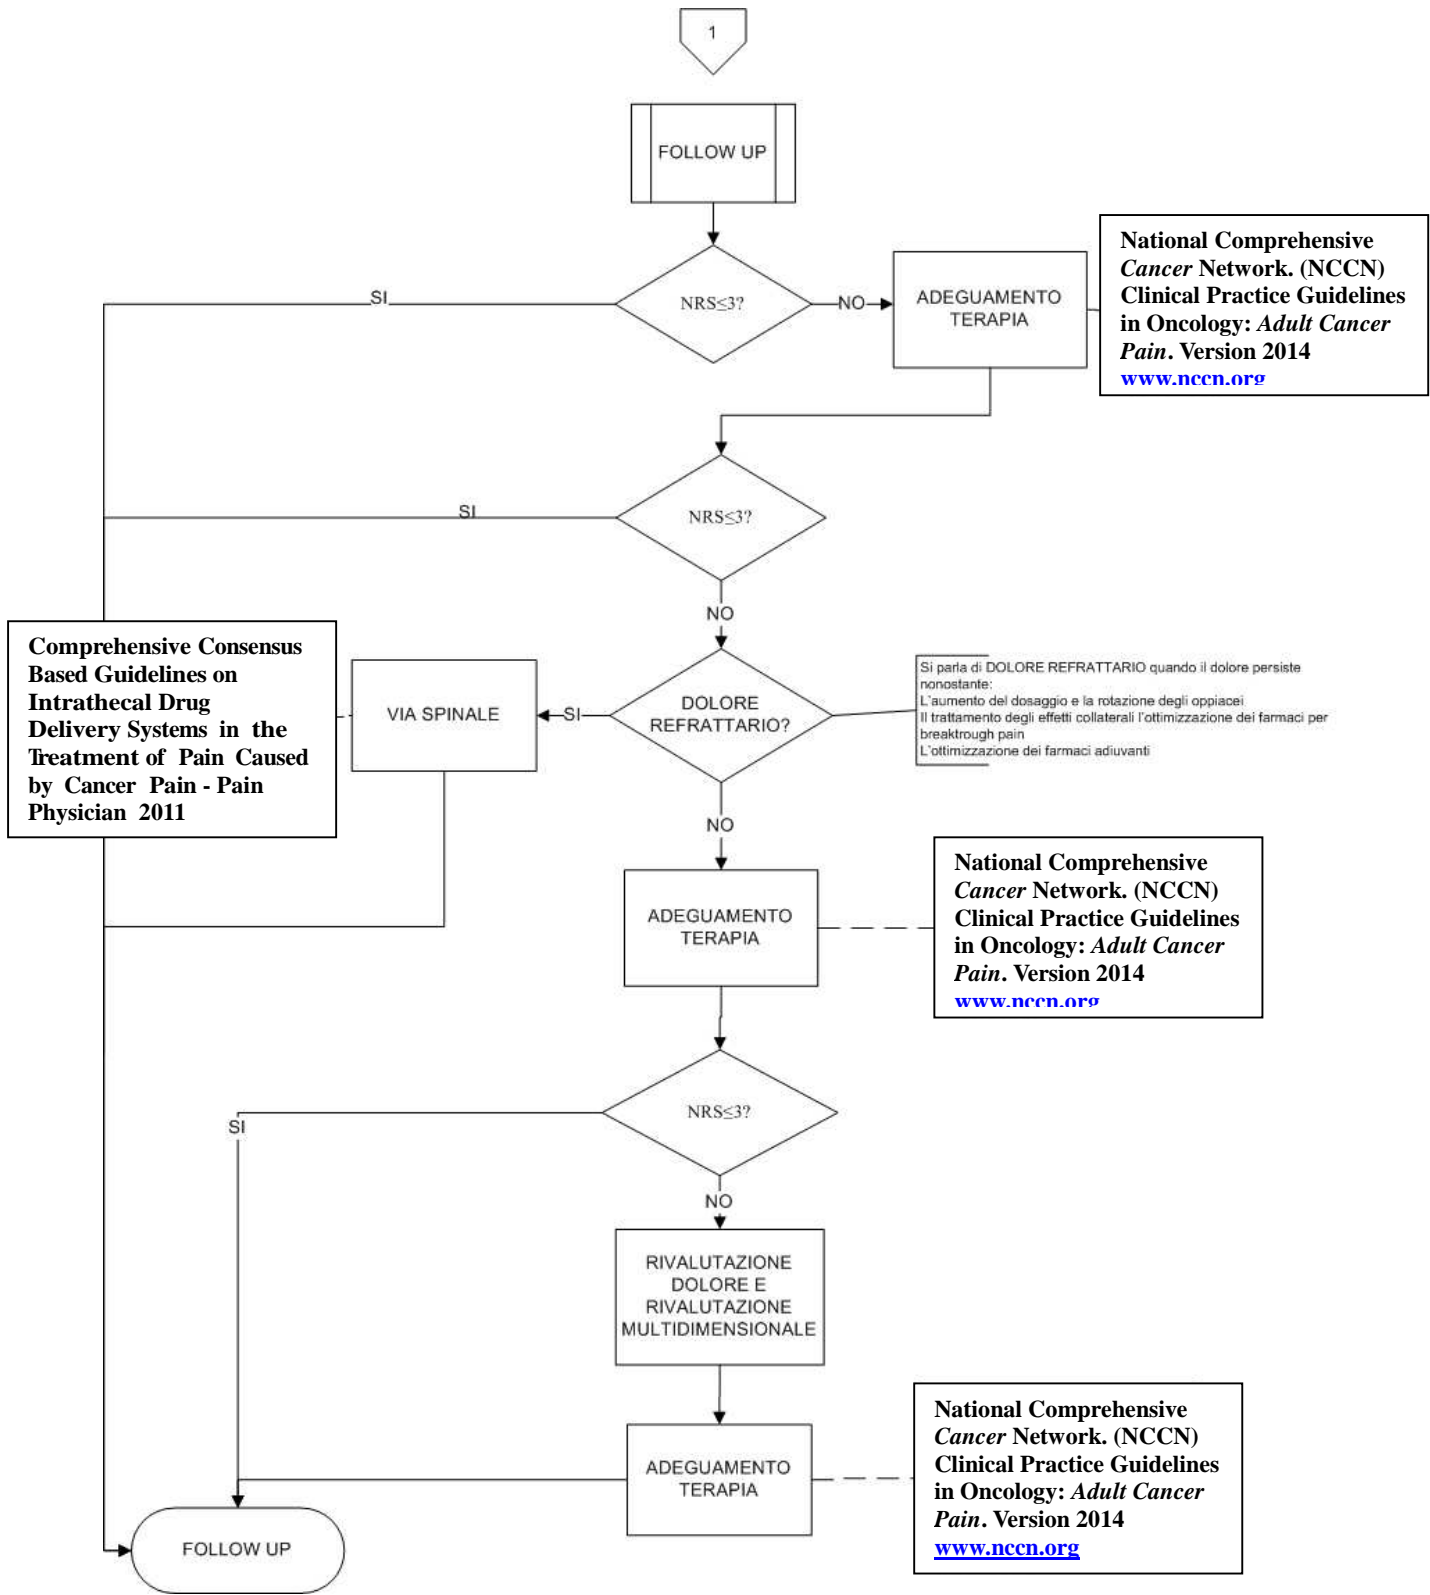 1
FOLLOW UP
National Comprehensive
Cancer Network. (NCCN)
Clinical Practice Guidelines
in Oncology: Adult Cancer
Pain. Version 2014
www.nccn.org
SI
NRS≤3?
NO
ADEGUAMENTO
TERAPIA
SI
NRS≤3?
NO
Comprehensive Consensus
Based Guidelines on
Intrathecal Drug
Delivery Systems in the
Treatment of Pain Caused
by Cancer Pain - Pain
Physician 2011
VIA SPINALE
SI
DOLORE
REFRATTARIO?
Si parla di DOLORE REFRATTARIO quando il dolore persiste
nonostante:
L'aumento del dosaggio e la rotazione degli oppiacei
Il trattamento degli effetti collaterali l'ottimizzazione dei farmaci per
breaktrough pain
L'ottimizzazione dei farmaci adiuvanti
NO
ADEGUAMENTO
TERAPIA
National Comprehensive
Cancer Network. (NCCN)
Clinical Practice Guidelines
in Oncology: Adult Cancer
Pain. Version 2014
www.nccn.org
SI
NRS≤3?
NO
RIVALUTAZIONE
DOLORE E
RIVALUTAZIONE
MULTIDIMENSIONALE
ADEGUAMENTO
TERAPIA
National Comprehensive
Cancer Network. (NCCN)
Clinical Practice Guidelines
in Oncology: Adult Cancer
Pain. Version 2014
www.nccn.org
FOLLOW UP